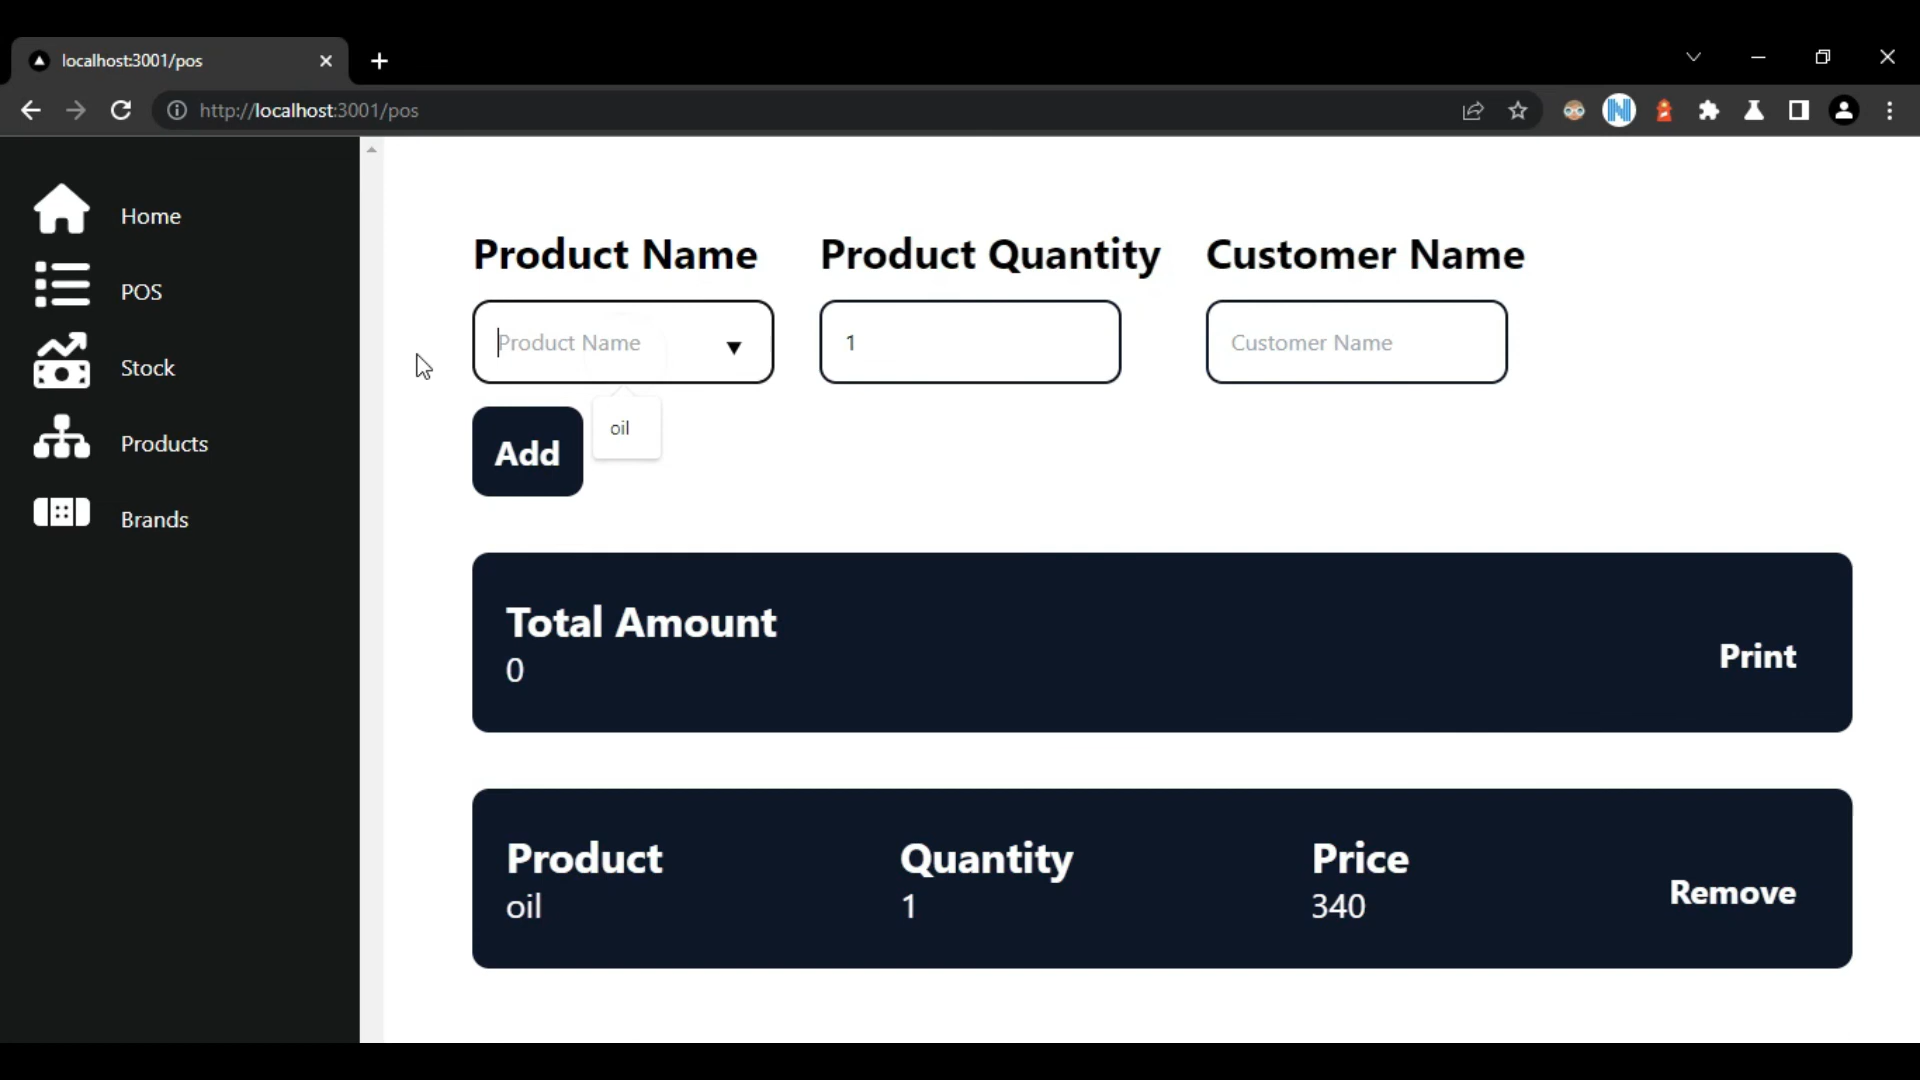 localhost:3001/pos
http://localhost:3001/pos
Home
POS
Stock
Products
Brands
Product Name Product Quantity Customer Name
Product Name 1 Customer Name
Add
oil
Total Amount
0
Print
Product Quantity Price
oil 1 340
Remove